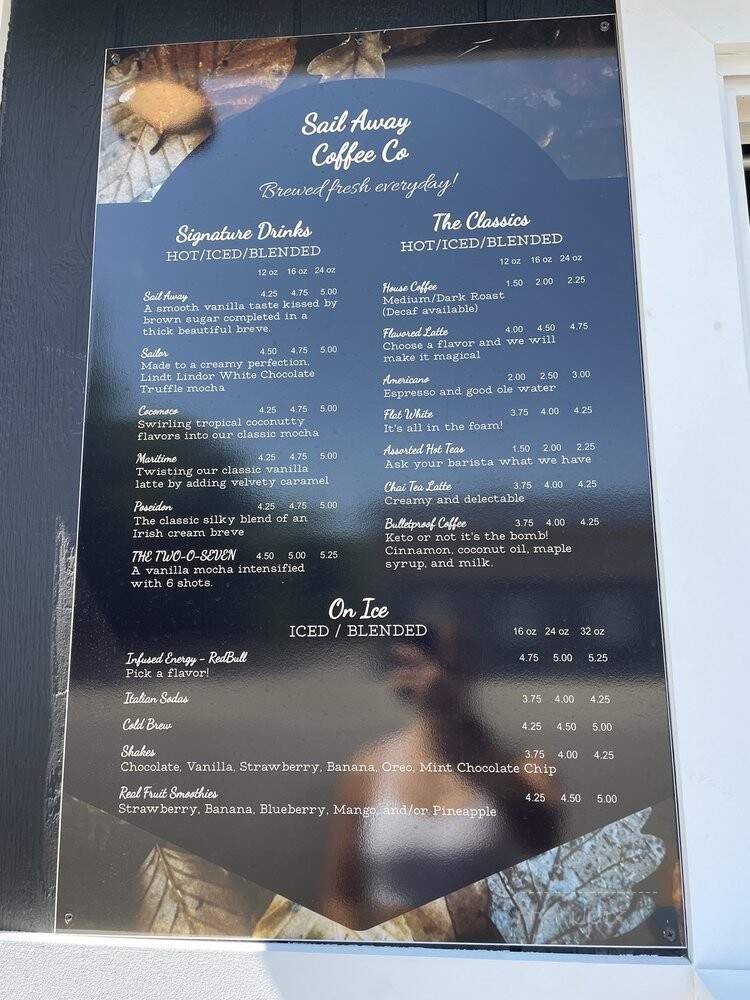 Sail Away
Coffee Co
Brewed fresh everyday!
Signature Drinks
HOT/ICED/BLENDED
12 oz 16 oz 24 oz
Sail Away 4.25 4.75 5.00
A smooth vanilla taste kissed by
brown sugar completed in a
thick beautiful breve.
Sailor 4.50 4.75 5.00
Made to a creamy perfection,
Lindt Lindor White Chocolate
Truffle mocha
Cocomoco 4.25 4.75 5.00
Swirling tropical coconutty
flavors into our classic mocha
Maritime 4.25 4.75 5.00
Twisting our classic vanilla
latte by adding velvety caramel
Poseidon 4.25 4.75 5.00
The classic silky blend of an
Irish cream breve
THE TWO-O-SEVEN 4.50 5.00 5.25
A vanilla mocha intensified
with 6 shots.
The Classics
HOT/ICED/BLENDED
12 oz 16 oz 24 oz
House Coffee 1.50 2.00 2.25
Medium/Dark Roast
(Decaf available)
Flavored Latte 4.00 4.50 4.75
Choose a flavor and we will
make it magical
Americano 2.00 2.50 3.00
Espresso and good ole water
Flat White 3.75 4.00 4.25
It's all in the foam!
Assorted Hot Teas 1.50 2.00 2.25
Ask your barista what we have
Chai Tea Latte 3.75 4.00 4.25
Creamy and delectable
Bulletproof Coffee 3.75 4.00 4.25
Keto or not it's the bomb!
Cinnamon, coconut oil, maple
syrup, and milk.
On Ice
ICED / BLENDED
16 oz 24 oz 32 oz
Infused Energy - RedBull 4.75 5.00 5.25
Pick a flavor!
Italian Sodas 3.75 4.00 4.25
Cold Brew 4.25 4.50 5.00
Shakes 3.75 4.00 4.25
Chocolate, Vanilla, Strawberry, Banana, Oreo, Mint Chocolate Chip
Real Fruit Smoothies 4.25 4.50 5.00
Strawberry, Banana, Blueberry, Mango, and/or Pineapple